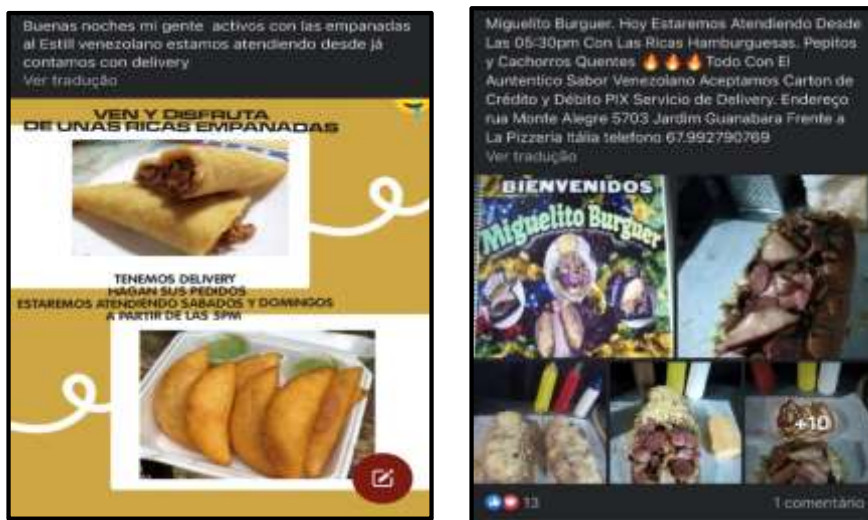 Buenas noches mi gente activos con las empanadas
al Estill venezolano estamos atendiendo desde já
contamos con delivery
Ver tradução
VEN Y DISFRUTA
DE UNAS RICAS EMPANADAS
TENEMOS DELIVERY
HAGAN SUS PEDIDOS
ESTAREMOS ATENDIENDO SABADOS Y DOMINGOS
A PARTIR DE LAS 5PM
Miguelito Burguer. Hoy Estaremos Atendiendo Desde
Las 05:30pm Con Las Ricas Hamburguesas. Pepitos
y Cachorros Quentes 🔥🔥🔥 Todo Con El
Auntentico Sabor Venezolano Aceptamos Carton de
Crédito y Débito PIX Servicio de Delivery. Endereço
rua Monte Alegre 5703 Jardim Guanabara Frente a
La Pizzeria Itália telefono 67.992790769
Ver tradução
BIENVENIDOS
Miguelito Burguer
+10
13
1 comentário